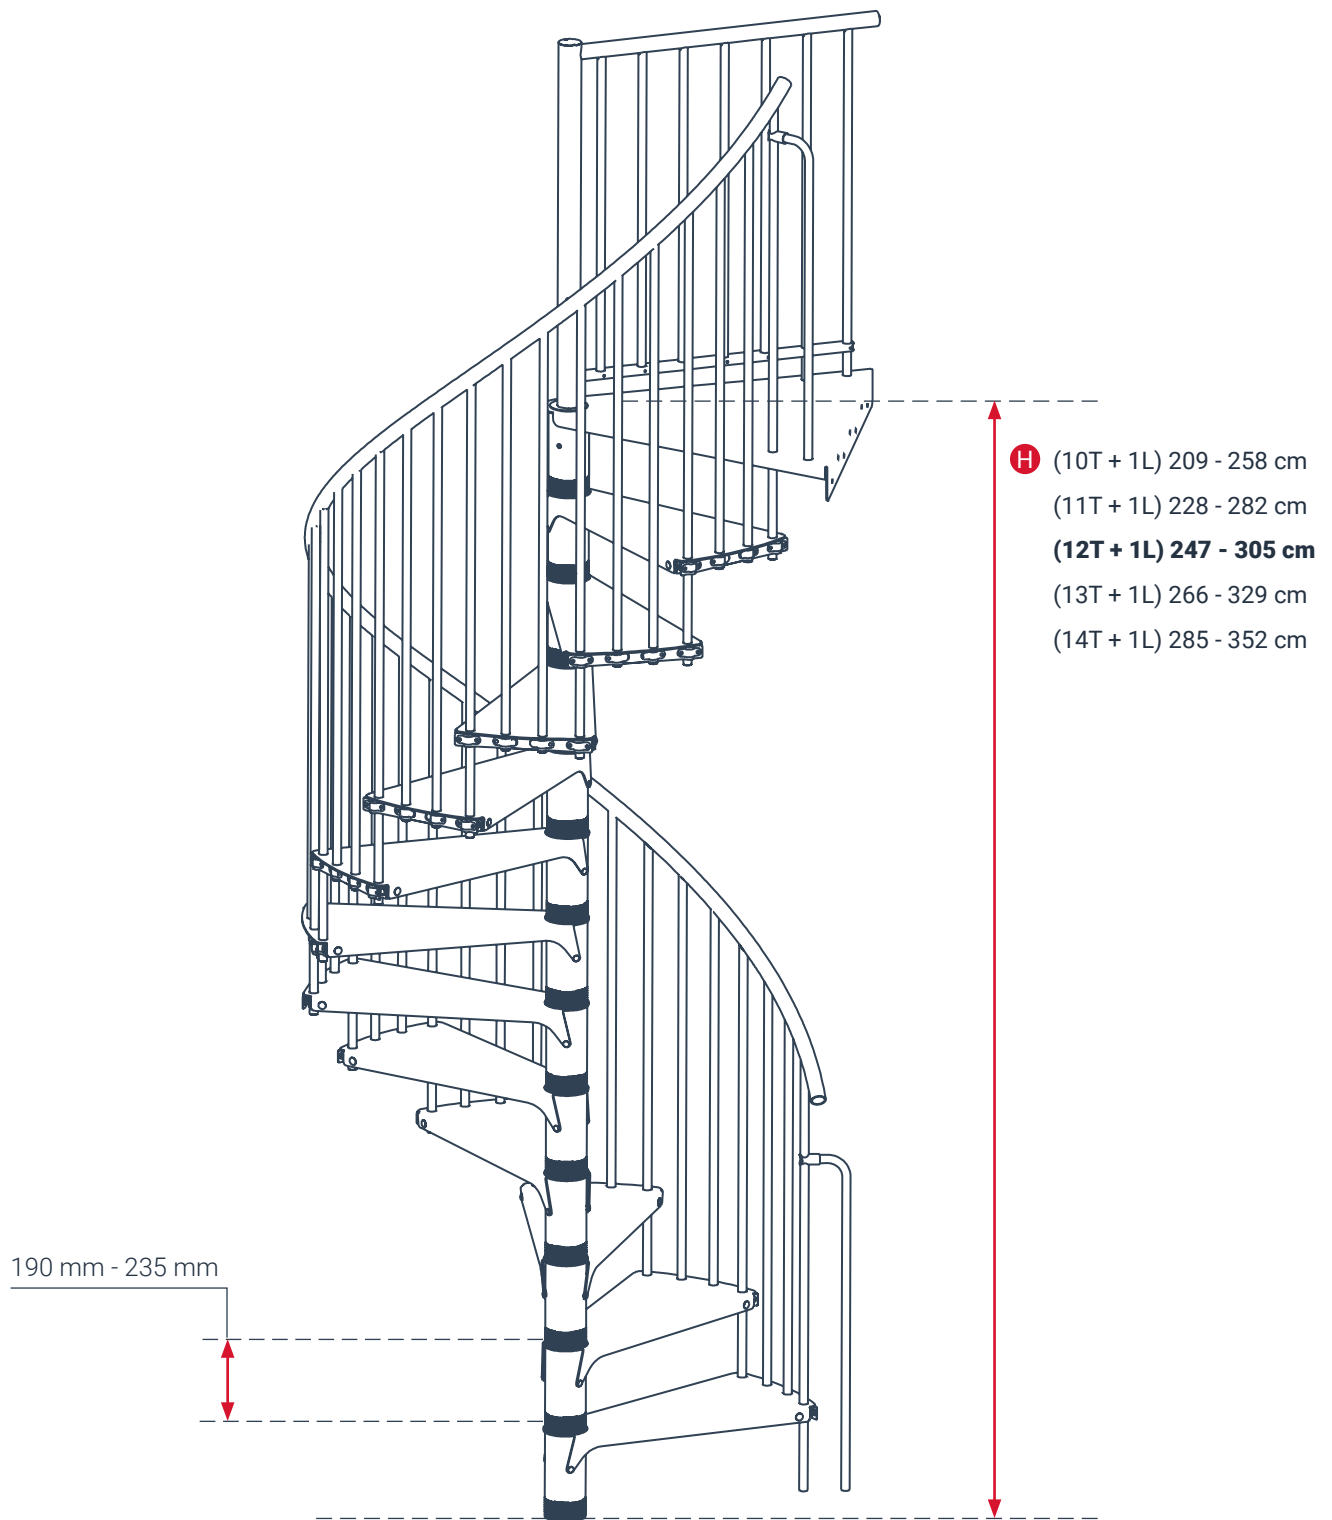 H (10T + 1L) 209 - 258 cm
(11T + 1L) 228 - 282 cm
(12T + 1L) 247 - 305 cm
(13T + 1L) 266 - 329 cm
(14T + 1L) 285 - 352 cm
190 mm - 235 mm